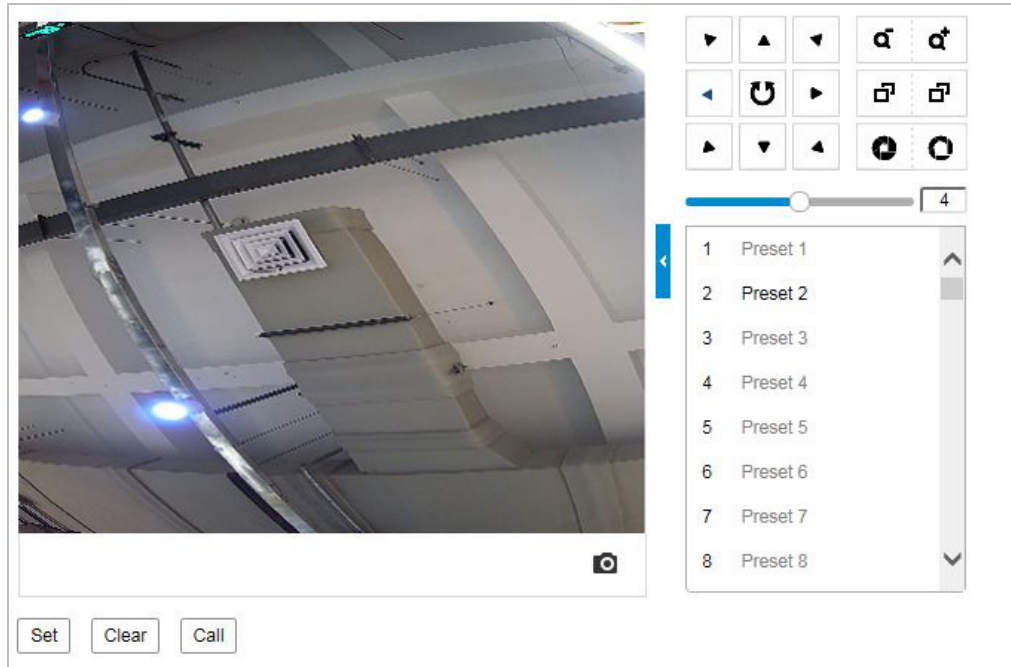 4
1 Preset 1
2 Preset 2
3 Preset 3
4 Preset 4
5 Preset 5
6 Preset 6
7 Preset 7
8 Preset 8
Set Clear Call